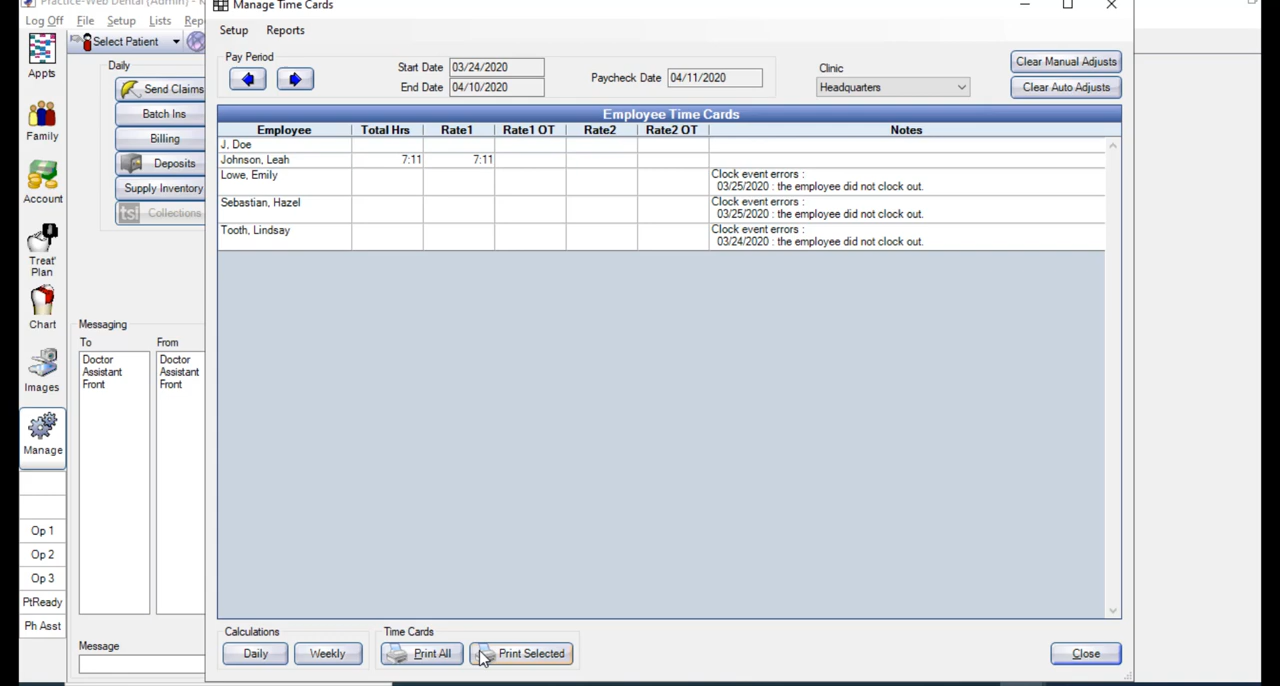 Practice-Web Dental (Admin) - K
Log Off File Setup Lists Rep
Select Patient
Appts
Family
Account
Treat'
Plan
Chart
Images
Manage
Op 1
Op 2
Op 3
PtReady
Ph Asst
Daily
Send Claims
Batch Ins
Billing
Deposits
Supply Inventory
tsi Collections
Messaging
To From
Doctor Doctor
Assistant Assistant
Front Front
Message
Manage Time Cards
Setup Reports
Pay Period
Start Date 03/24/2020
End Date 04/10/2020
Paycheck Date 04/11/2020
Clinic
Headquarters
Clear Manual Adjusts
Clear Auto Adjusts
Employee Time Cards
Employee Total Hrs Rate1 Rate1 OT Rate2 Rate2 OT Notes
J, Doe
Johnson, Leah 7:11 7:11
Lowe, Emily Clock event errors :
03/25/2020 : the employee did not clock out.
Sebastian, Hazel Clock event errors :
03/25/2020 : the employee did not clock out.
Tooth, Lindsay Clock event errors :
03/24/2020 : the employee did not clock out.
Calculations
Daily Weekly
Time Cards
Print All Print Selected
Close